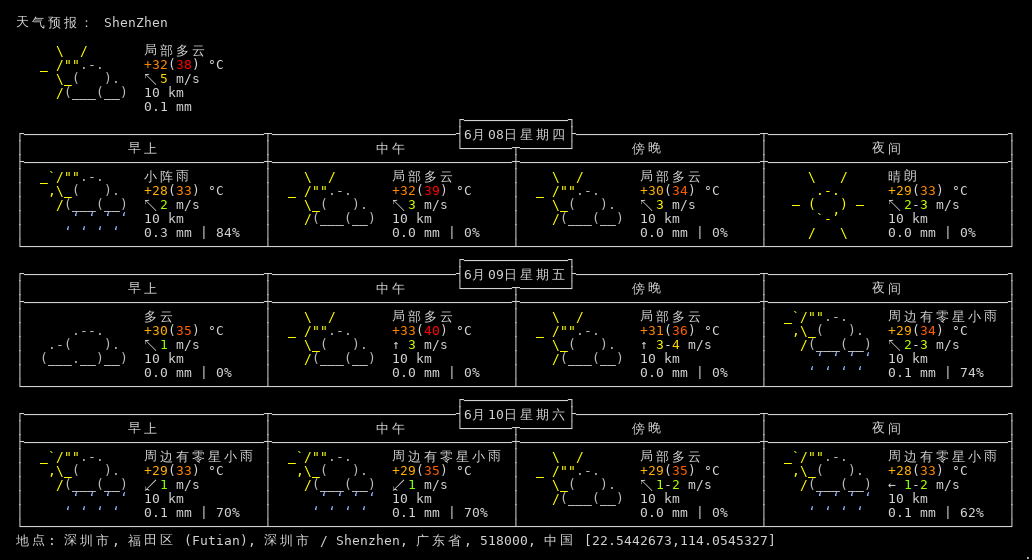 天气预报： ShenZhen
局部多云
+32(38) °C
↖5 m/s
10 km
0.1 mm
6月08日星期四
早上 中午 傍晚 夜间
小阵雨 局部多云 局部多云 晴朗
+28(33) °C +32(39) °C +30(34) °C +29(33) °C
↖2 m/s ↖3 m/s ↖3 m/s ↖2-3 m/s
10 km 10 km 10 km 10 km
0.3 mm | 84% 0.0 mm | 0% 0.0 mm | 0% 0.0 mm | 0%
6月09日星期五
早上 中午 傍晚 夜间
多云 局部多云 局部多云 周边有零星小雨
+30(35) °C +33(40) °C +31(36) °C +29(34) °C
↖1 m/s ↑ 3 m/s ↑ 3-4 m/s ↖2-3 m/s
10 km 10 km 10 km 10 km
0.0 mm | 0% 0.0 mm | 0% 0.0 mm | 0% 0.1 mm | 74%
6月10日星期六
早上 中午 傍晚 夜间
周边有零星小雨 周边有零星小雨 局部多云 周边有零星小雨
+29(33) °C +29(35) °C +29(35) °C +28(33) °C
↙1 m/s ↙1 m/s ↖1-2 m/s ← 1-2 m/s
10 km 10 km 10 km 10 km
0.1 mm | 70% 0.1 mm | 70% 0.0 mm | 0% 0.1 mm | 62%
地点: 深圳市, 福田区 (Futian), 深圳市 / Shenzhen, 广东省, 518000, 中国 [22.5442673,114.0545327]